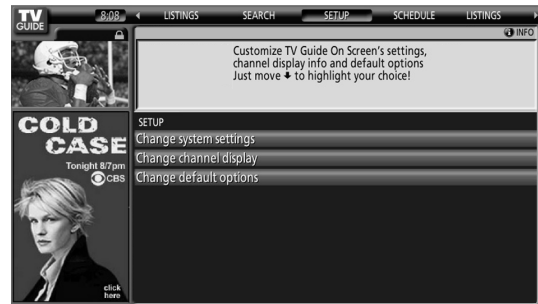 TV
GUIDE
8:08
LISTINGS
SEARCH
SETUP
SCHEDULE
LISTINGS
INFO
Customize TV Guide On Screen's settings,
channel display info and default options
Just move to highlight your choice!
COLD
CASE
Tonight 8/7pm
CBS
click
here
SETUP
Change system settings
Change channel display
Change default options